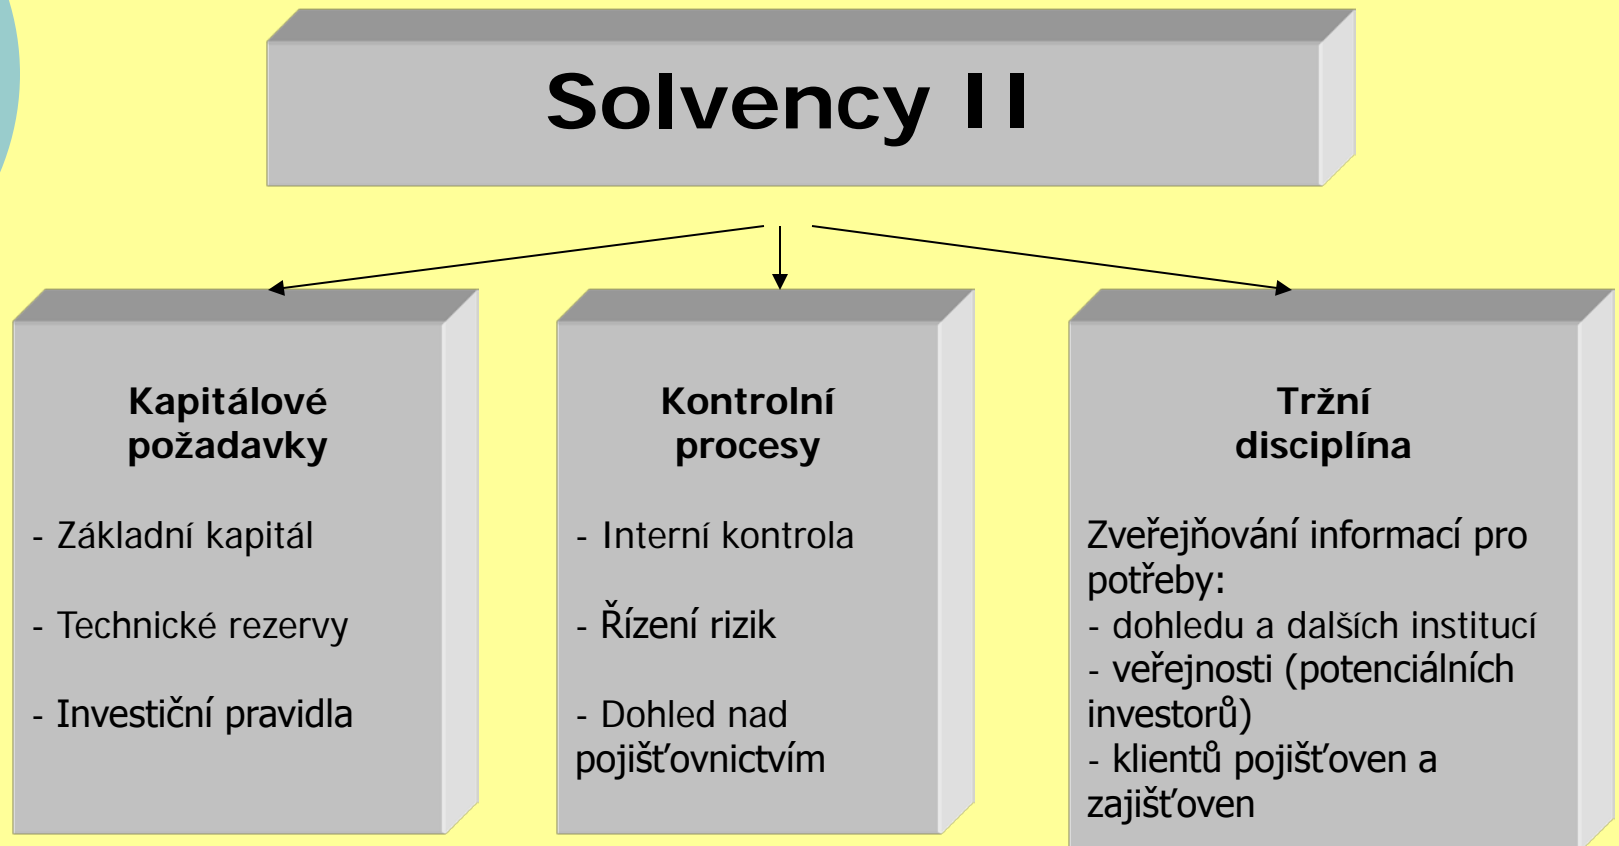 Solvency II
Kapitálové
požadavky
- Základní kapitál
- Technické rezervy
- Investiční pravidla
Kontrolní
procesy
- Interní kontrola
- Řízení rizik
- Dohled nad
pojišťovnictvím
Tržní
disciplína
Zveřejňování informací pro
potřeby:
- dohledu a dalších institucí
- veřejnosti (potenciálních
investorů)
- klientů pojišťoven a
zajišťoven